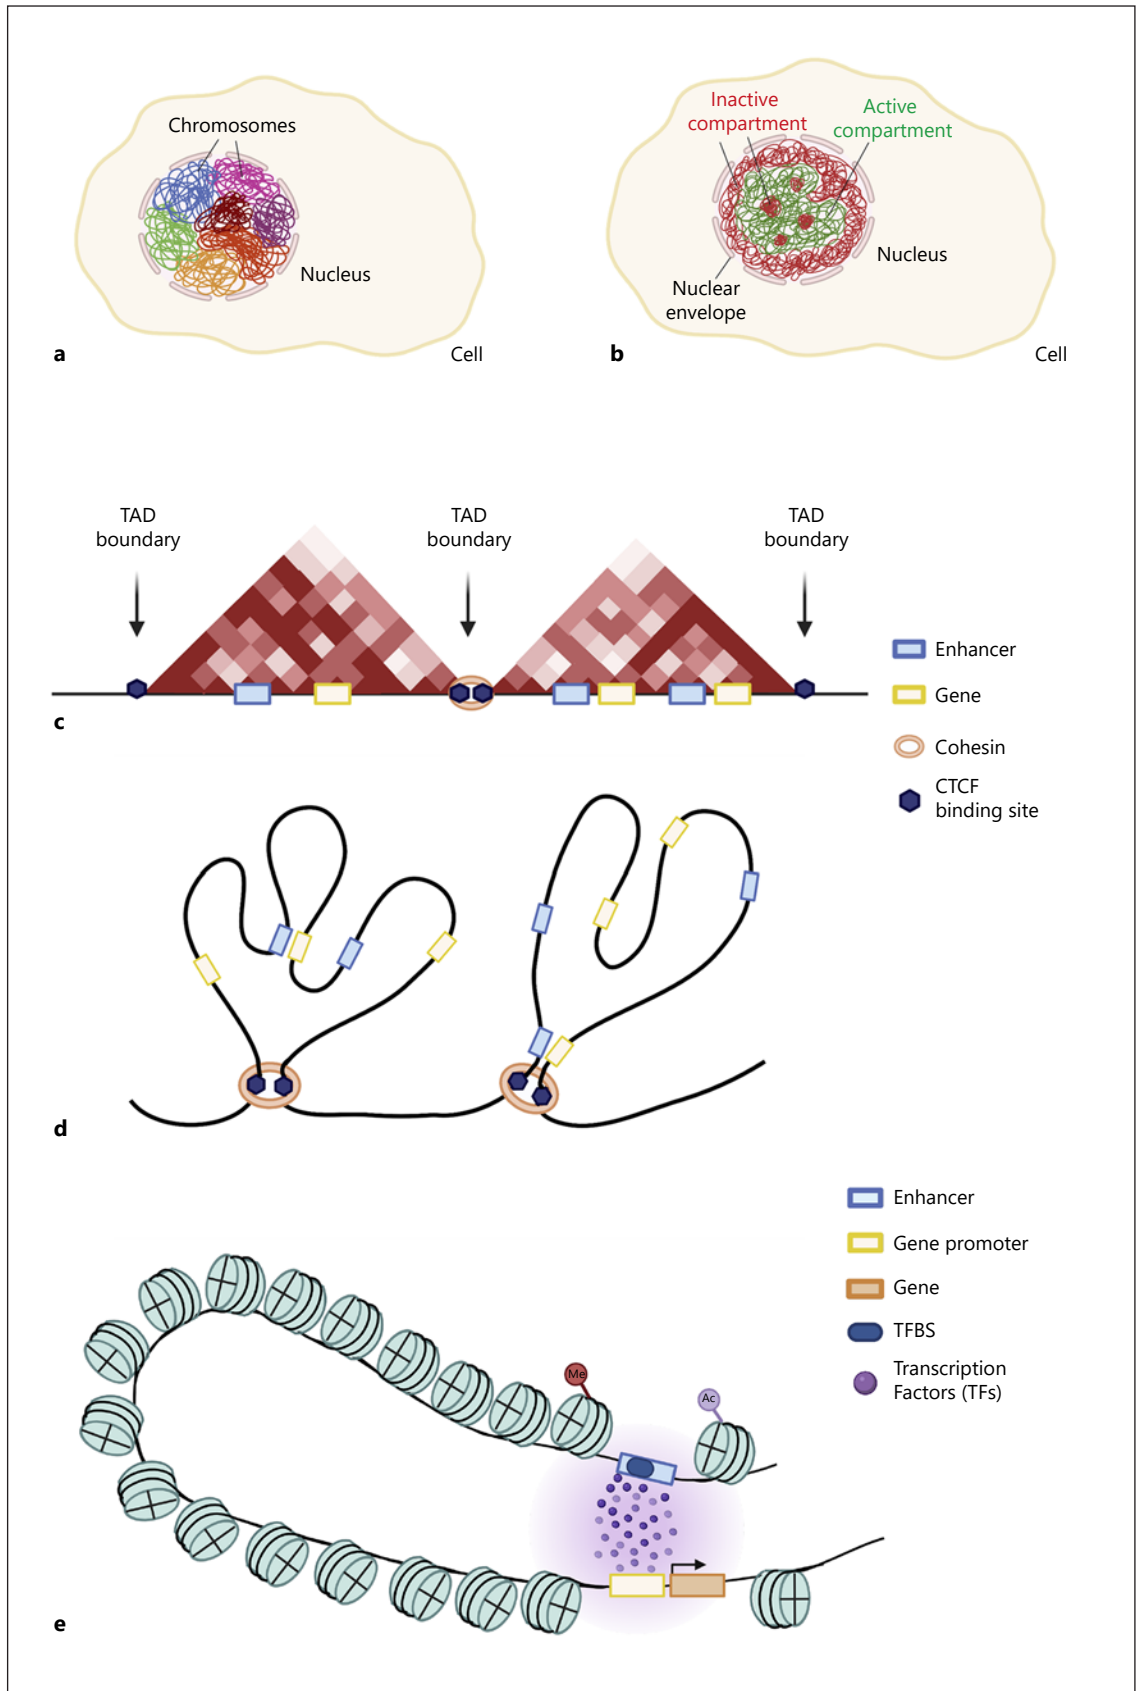 Chromosomes
Nucleus
Cell
a
Inactive
compartment
Active
compartment
Nucleus
Nuclear
envelope
Cell
b
TAD
boundary
TAD
boundary
TAD
boundary
c
Enhancer
Gene
Cohesin
CTCF
binding site
d
Enhancer
Gene promoter
Gene
TFBS
Transcription
Factors (TFs)
Me
Ac
e